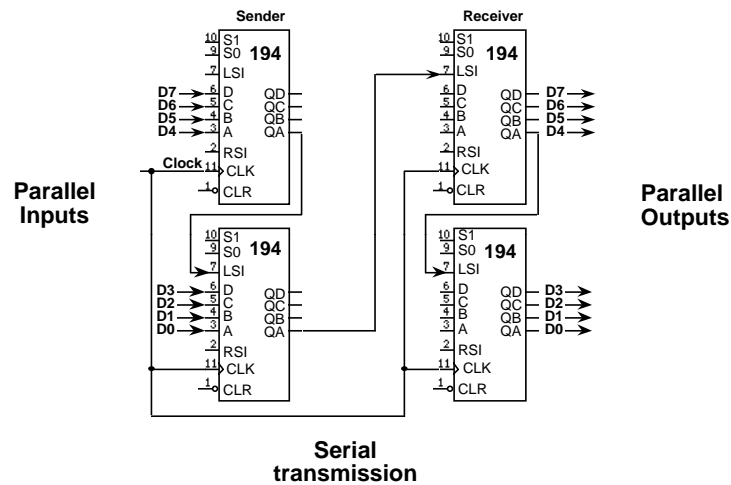 Sender
Receiver
10 S1
9 S0
194
7 LSI
D7 6 D QD
D6 5 C QC
D5 4 B QB
D4 3 A QA
2 RSI
Clock 11 CLK
1 CLR
10 S1
9 S0
194
7 LSI
6 D QD D7
5 C QC D6
4 B QB D5
3 A QA D4
2 RSI
11 CLK
1 CLR
Parallel
Inputs
Parallel
Outputs
10 S1
9 S0
194
7 LSI
D3 6 D QD
D2 5 C QC
D1 4 B QB
D0 3 A QA
2 RSI
11 CLK
1 CLR
10 S1
9 S0
194
7 LSI
6 D QD D3
5 C QC D2
4 B QB D1
3 A QA D0
2 RSI
11 CLK
1 CLR
Serial
transmission